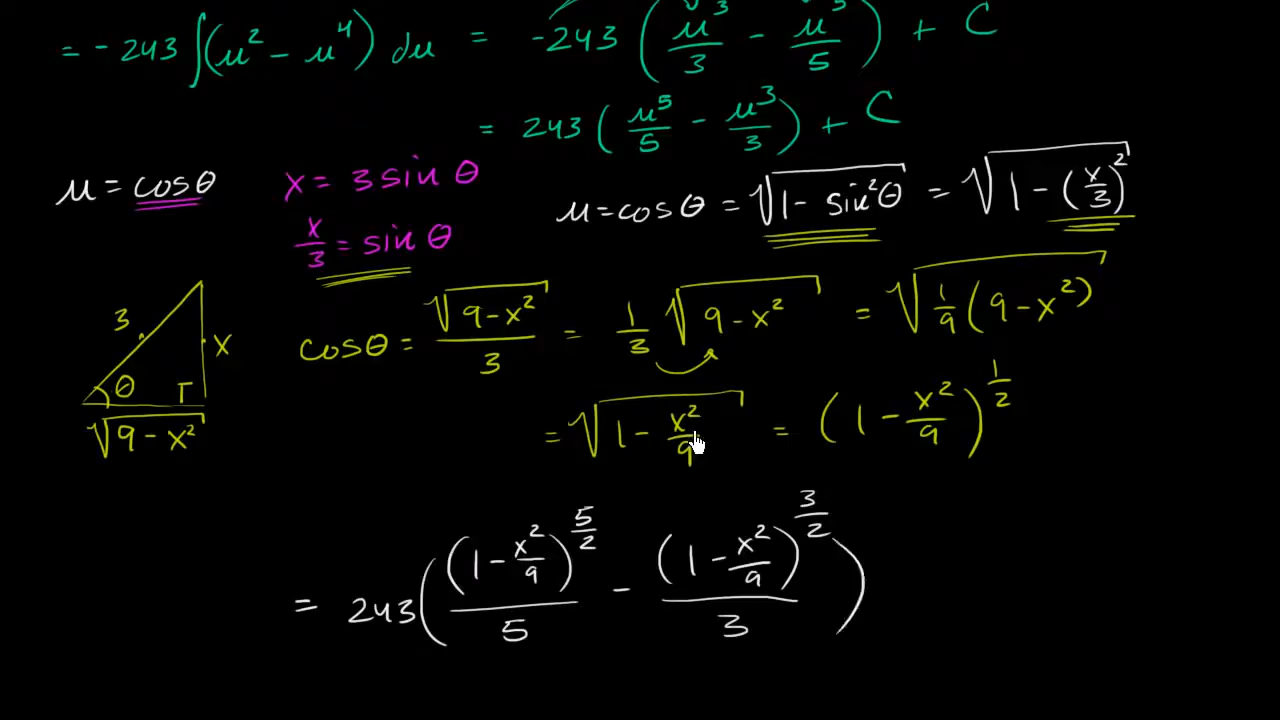 = -243 ∫(u² - u⁴) du = -243 (u³/3 - u⁵/5) + C
= 243 (u⁵/5 - u³/3) + C
u = cosθ x = 3 sin θ u = cos θ = √(1 - sin²θ) = √(1 - (x/3)²)
x/3 = sin θ
3 x θ √(9 - x²)
cosθ = √(9-x²)/3 = 1/3 √(9-x²) = √(1/9 (9-x²))
= √(1 - x²/9) = (1 - x²/9)^(1/2)
= 243 ((1 - x²/9)^(5/2)/5 - (1 - x²/9)^(3/2)/3)